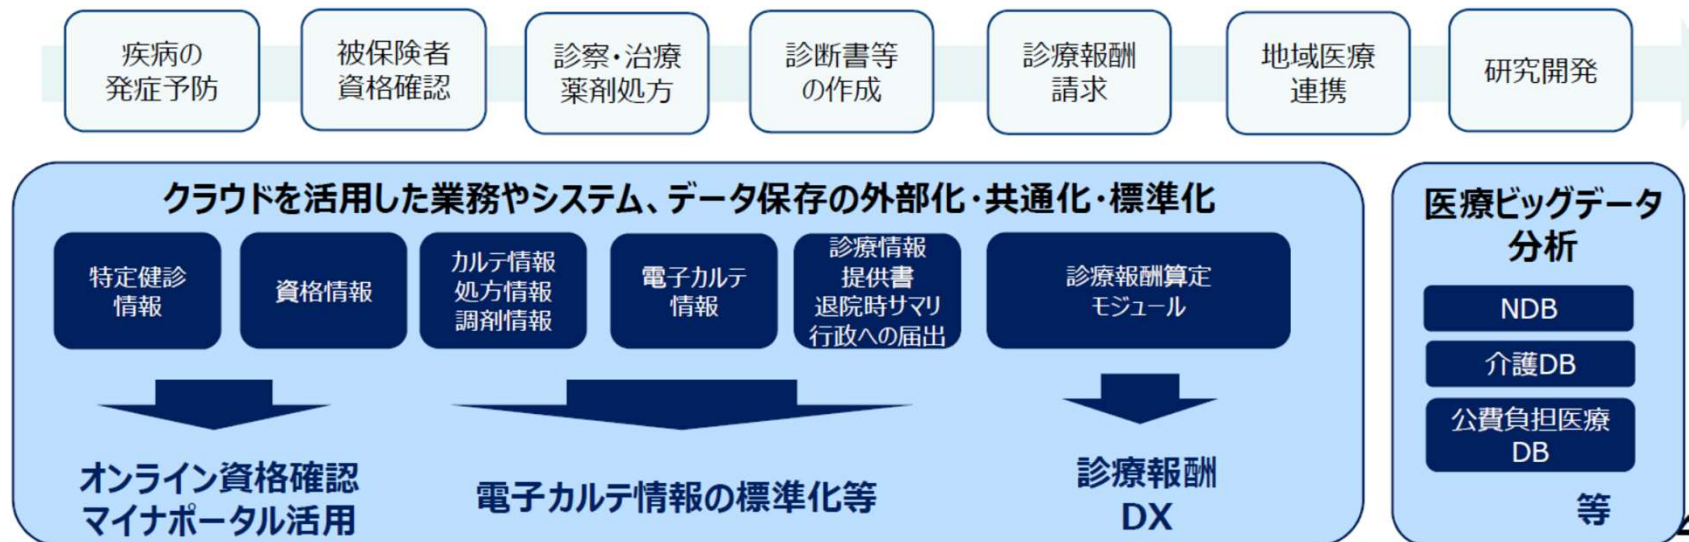 疾病の
発症予防
被保険者
資格確認
診察・治療
薬剤処方
診断書等
の作成
診療報酬
請求
地域医療
連携
研究開発
クラウドを活用した業務やシステム、データ保存の外部化・共通化・標準化
特定健診
情報
資格情報
カルテ情報
処方情報
調剤情報
電子カルテ
情報
診療情報
提供書
退院時サマリ
行政への届出
診療報酬算定
モジュール
オンライン資格確認
マイナポータル活用
電子カルテ情報の標準化等
診療報酬
DX
医療ビッグデータ
分析
NDB
介護DB
公費負担医療
DB
等